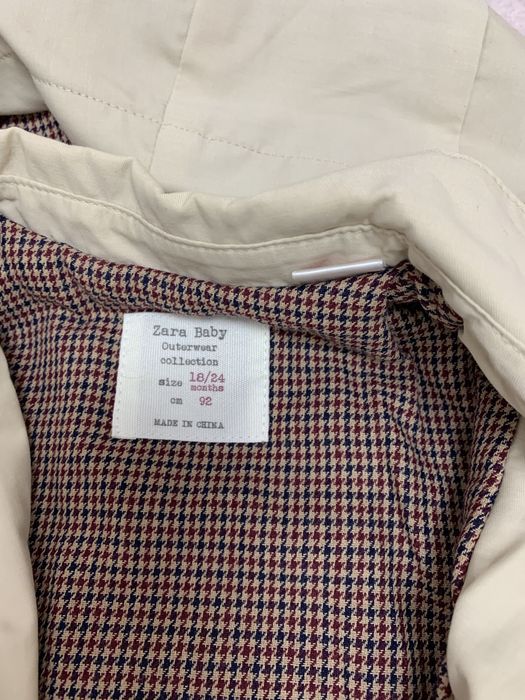 Zara Baby
Outerwear
collection
size 18/24
months
cm 92
MADE IN CHINA